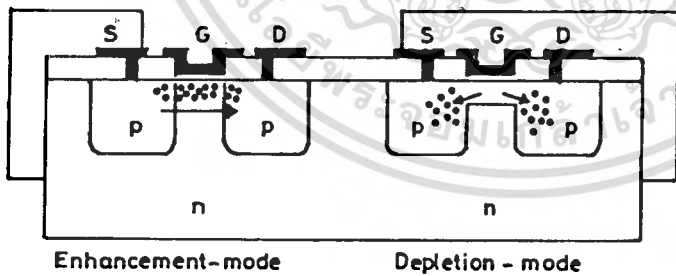 S G D S G D
p p p p
n n
Enhancement-mode Depletion - mode